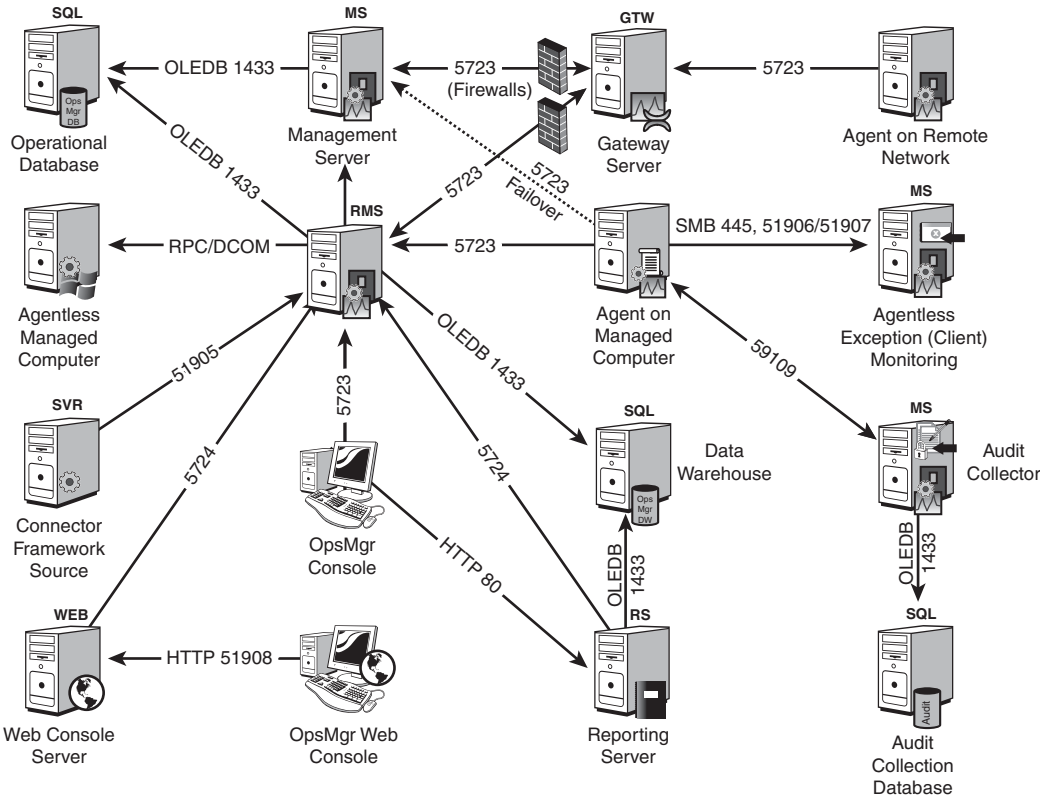 SQL
MS
GTW
OLEDB 1433
5723
(Firewalls)
5723
Ops
Mgr
DB
Operational
Database
Management
Server
Gateway
Server
Agent on Remote
Network
OLEDB 1433
5723
5723
Failover
MS
RMS
RPC/DCOM
5723
SMB 445, 51906/51907
Agentless
Managed
Computer
Agent on
Managed
Computer
Agentless
Exception (Client)
Monitoring
51905
5723
OLEDB 1433
59109
SVR
SQL
MS
5724
5724
Data
Warehouse
Audit
Collector
Ops
Mgr
DW
Connector
Framework
Source
OpsMgr
Console
HTTP 80
OLEDB
1433
OLEDB
1433
WEB
RS
SQL
HTTP 51908
Audit
Web Console
Server
OpsMgr Web
Console
Reporting
Server
Audit
Collection
Database